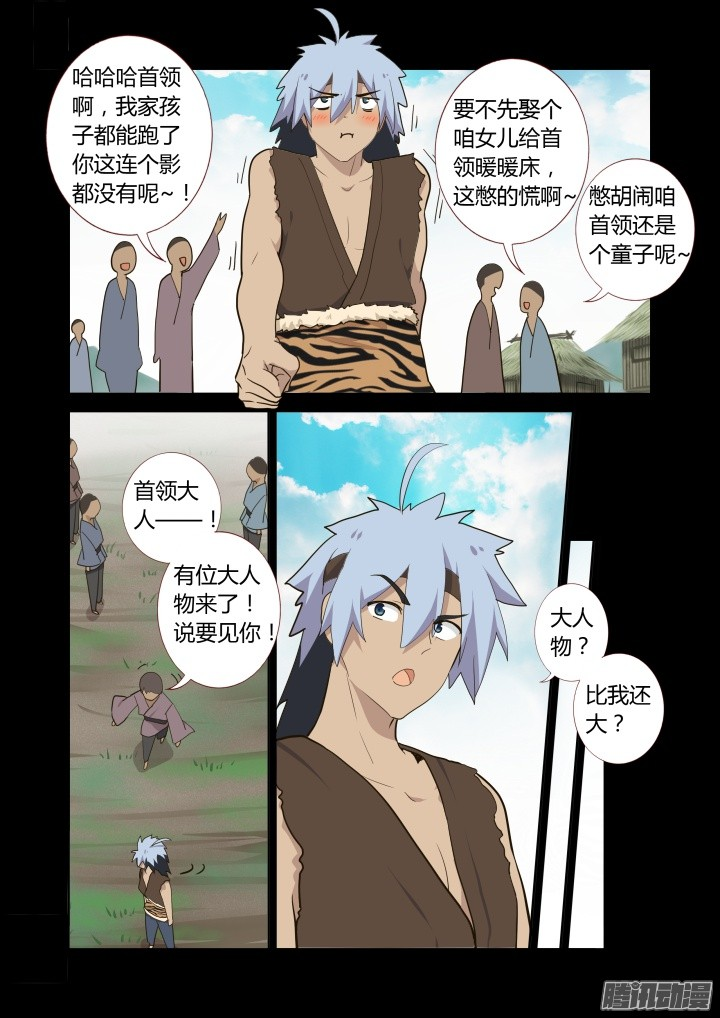 哈哈哈首领
啊，我家孩
子都能跑了
你这连个影
都没有呢~！
要不先娶个
咱女儿给首
领暖暖床，
这憋的慌啊~
憋胡闹咱
首领还是
个童子呢~
首领大
人——！
有位大人
物来了！
说要见你！
大人
物？
比我还
大？
腾讯动漫